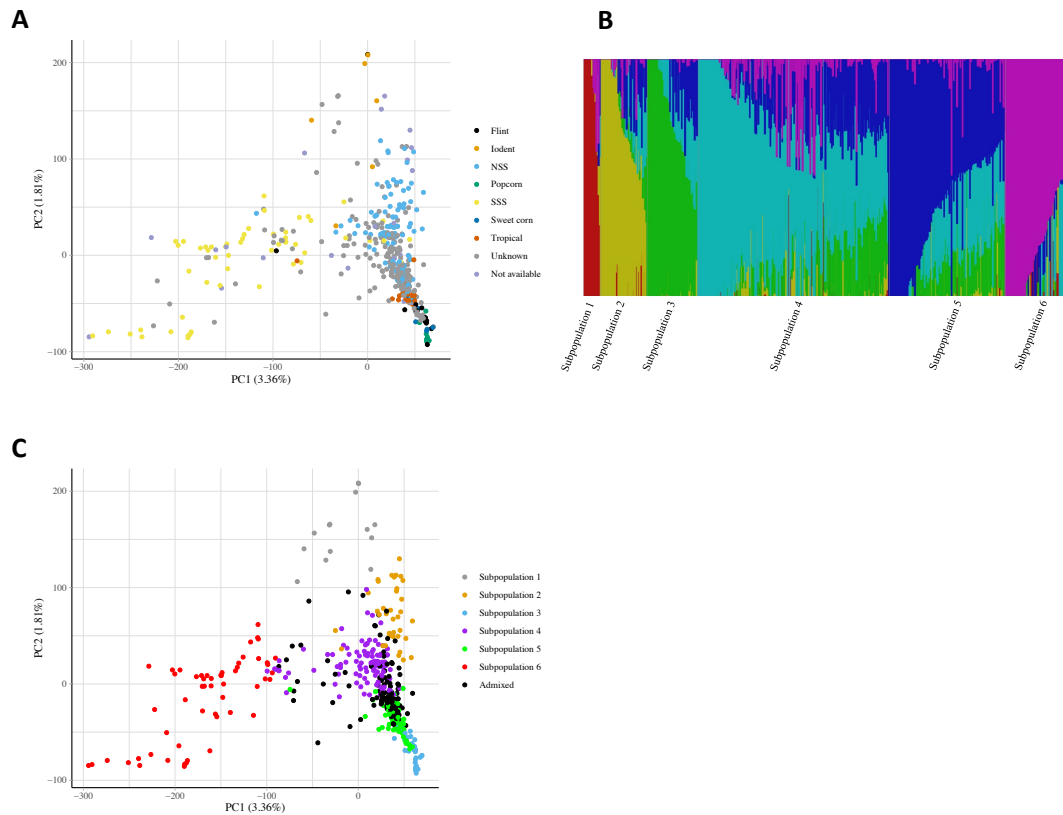 A
200
100
0
−100
−300
−200
−100
0
PC2 (1.81%)
PC1 (3.36%)
Flint
Iodent
NSS
Popcorn
SSS
Sweet corn
Tropical
Unknown
Not available
B
Subpopulation 1
Subpopulation 2
Subpopulation 3
Subpopulation 4
Subpopulation 5
Subpopulation 6
C
200
100
0
−100
−300
−200
−100
0
PC2 (1.81%)
PC1 (3.36%)
Subpopulation 1
Subpopulation 2
Subpopulation 3
Subpopulation 4
Subpopulation 5
Subpopulation 6
Admixed